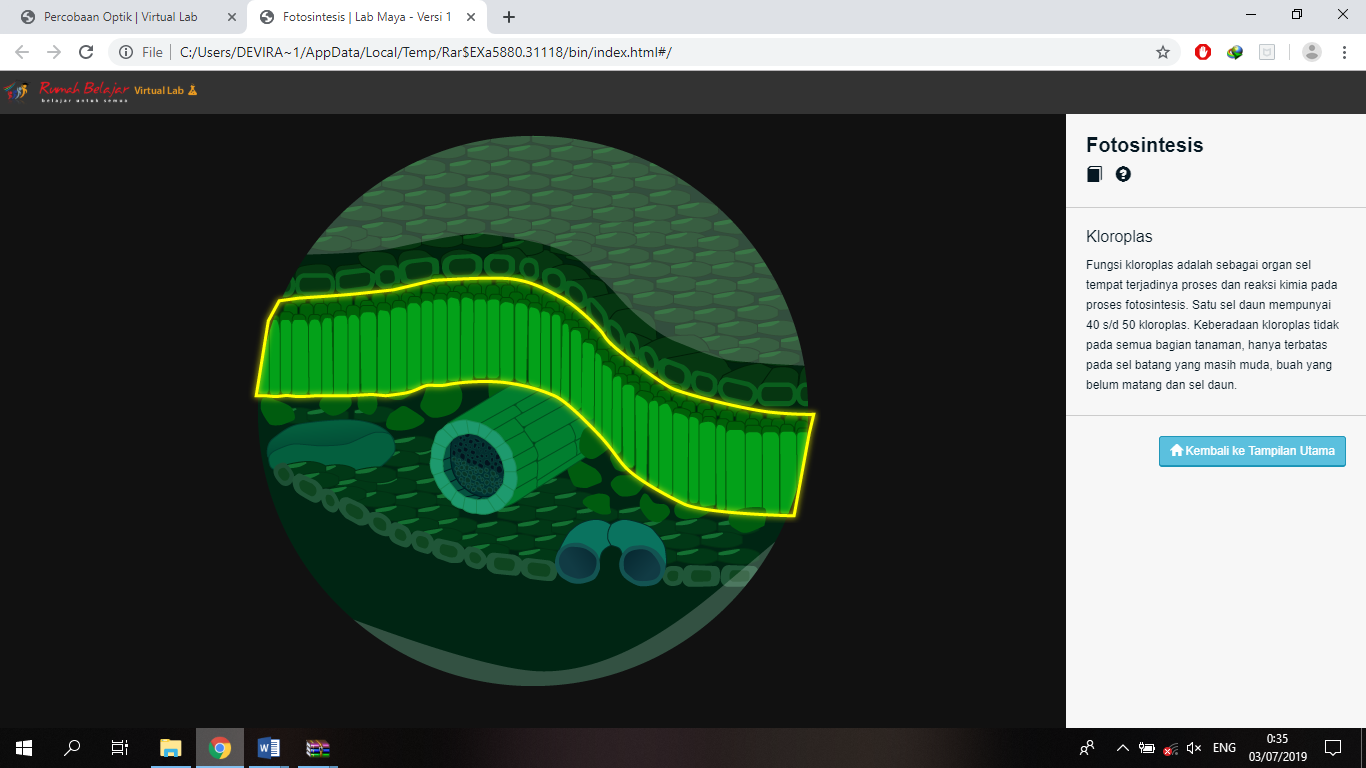 Percobaan Optik | Virtual Lab
Fotosintesis | Lab Maya - Versi 1
File
C:/Users/DEVIRA~1/AppData/Local/Temp/Rar$EXa5880.31118/bin/index.html#/
Rumah Belajar
belajar untuk semua
Virtual Lab
Fotosintesis
Kloroplas
Fungsi kloroplas adalah sebagai organ sel
tempat terjadinya proses dan reaksi kimia pada
proses fotosintesis. Satu sel daun mempunyai
40 s/d 50 kloroplas. Keberadaan kloroplas tidak
pada semua bagian tanaman, hanya terbatas
pada sel batang yang masih muda, buah yang
belum matang dan sel daun.
Kembali ke Tampilan Utama
ENG
0:35
03/07/2019